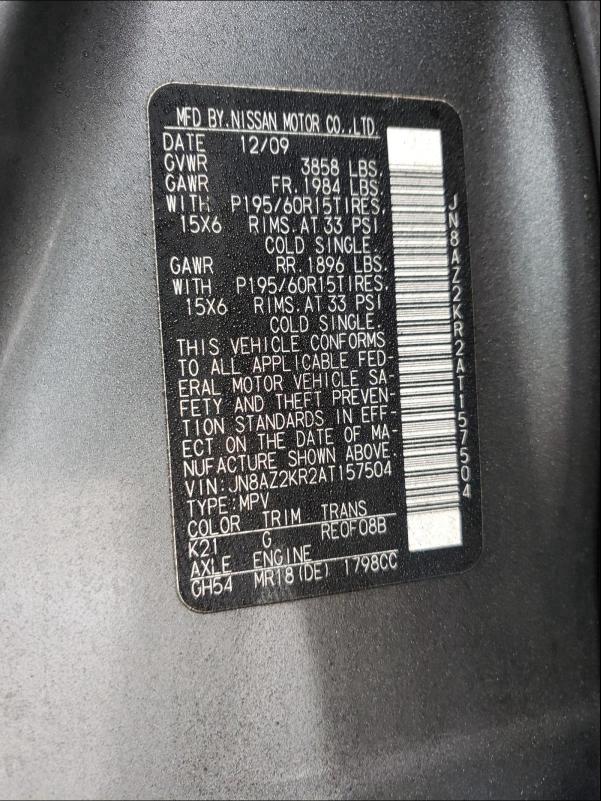 MFD BY.NISSAN MOTOR CO.,LTD.
DATE 12/09
GVWR 3858 LBS.
GAWR FR.1984 LBS.
WITH P195/60R15TIRES,
15X6 RIMS.AT 33 PSI
COLD SINGLE.
GAWR RR.1896 LBS.
WITH P195/60R15TIRES,
15X6 RIMS.AT 33 PSI
COLD SINGLE.
THIS VEHICLE CONFORMS
TO ALL APPLICABLE FED-
ERAL MOTOR VEHICLE SA-
FETY AND THEFT PREVEN-
TION STANDARDS IN EFF-
ECT ON THE DATE OF MA-
NUFACTURE SHOWN ABOVE.
VIN:JN8AZ2KR2AT157504
TYPE:MPV
COLOR TRIM TRANS
K21 G RE0F08B
AXLE ENGINE
GH54 MR18(DE) 1798CC
JN8AZ2KR2AT157504